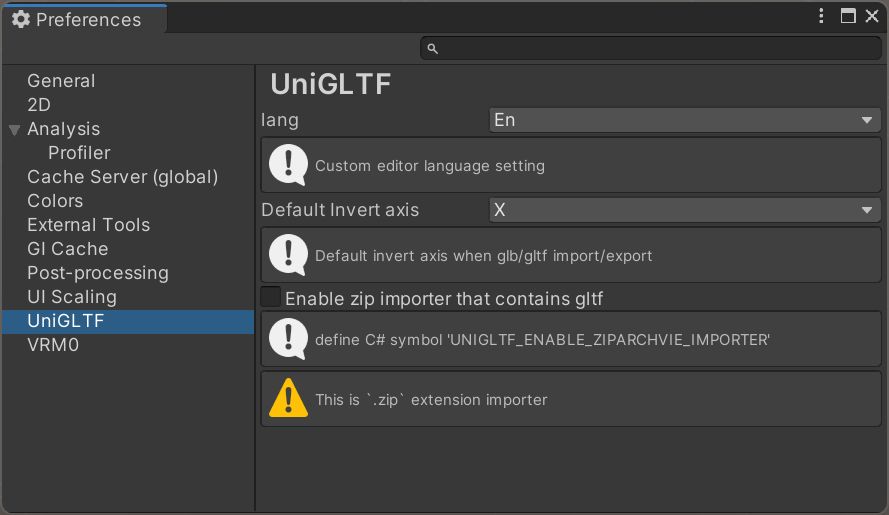 Preferences
General
2D
Analysis
Profiler
Cache Server (global)
Colors
External Tools
GI Cache
Post-processing
UI Scaling
UniGLTF
VRM0
UniGLTF
lang
En
Custom editor language setting
Default Invert axis
X
Default invert axis when glb/gltf import/export
Enable zip importer that contains gltf
define C# symbol 'UNIGLTF_ENABLE_ZIPARCHVIE_IMPORTER'
This is `.zip` extension importer